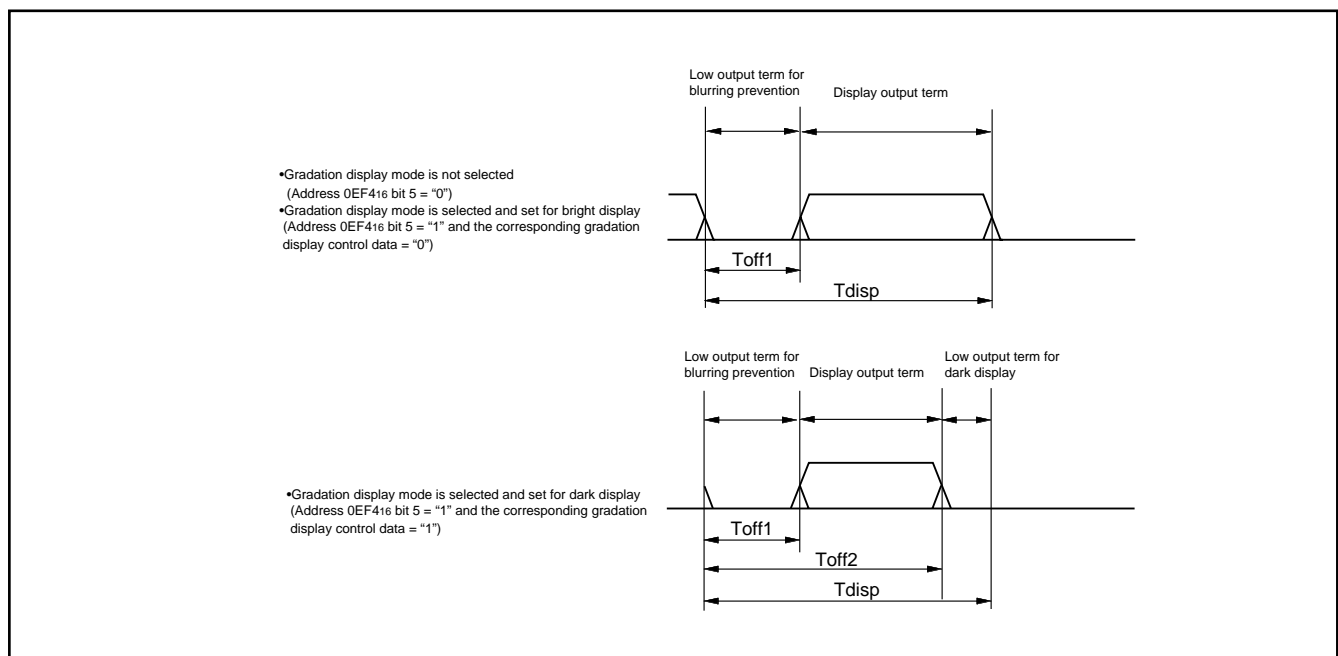 Low output term for
blurring prevention
Display output term
•Gradation display mode is not selected
(Address 0EF416 bit 5 = “0”)
•Gradation display mode is selected and set for bright display
(Address 0EF416 bit 5 = “1” and the corresponding gradation
display control data = “0”)
Toff1
Tdisp
Low output term for
blurring prevention
Display output term
Low output term for
dark display
•Gradation display mode is selected and set for dark display
(Address 0EF416 bit 5 = “1” and the corresponding gradation
display control data = “1”)
Toff1
Toff2
Tdisp